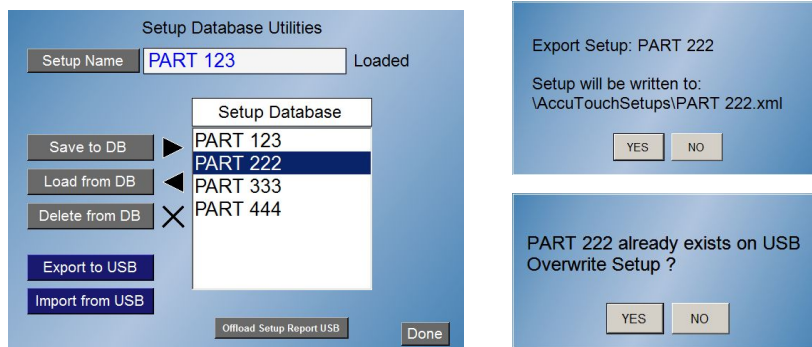 Setup Database Utilities
Setup Name PART 123 Loaded
Setup Database
Save to DB
Load from DB
Delete from DB
PART 123
PART 222
PART 333
PART 444
Export to USB
Import from USB
Offload Setup Report USB
Done
Export Setup: PART 222
Setup will be written to:
\AccuTouchSetups\PART 222.xml
YES NO
PART 222 already exists on USB
Overwrite Setup ?
YES NO